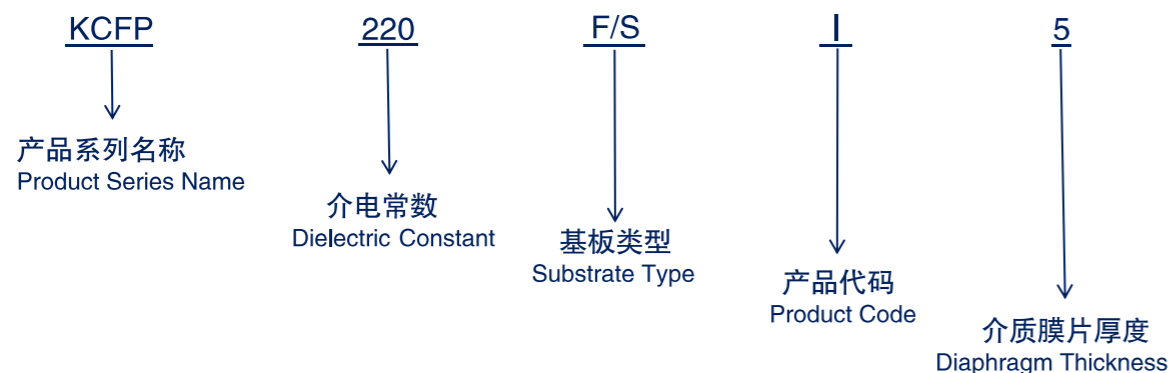 KCFP 220 F/S I 5
产品系列名称
Product Series Name
介电常数
Dielectric Constant
基板类型
Substrate Type
产品代码
Product Code
介质膜片厚度
Diaphragm Thickness